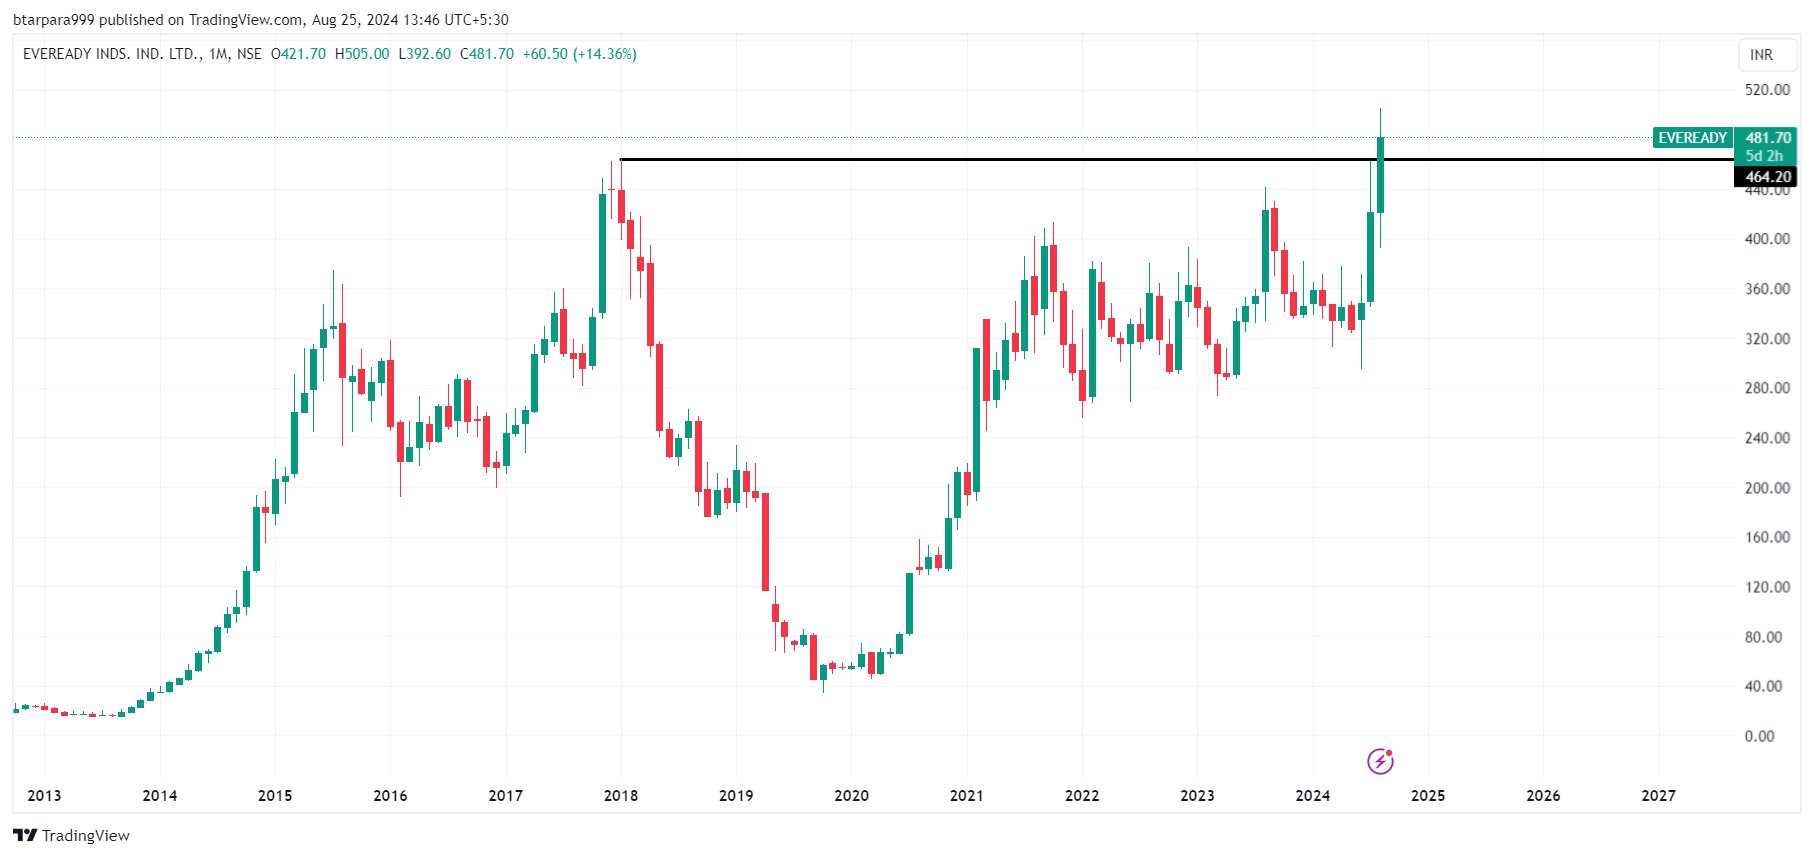 btarpara999 published on TradingView.com, Aug 25, 2024 13:46 UTC+5:30
EVEREADY INDS. IND. LTD., 1M, NSE O421.70 H505.00 L392.60 C481.70 +60.50 (+14.36%)
INR
520.00
EVEREADY 481.70
5d 2h
464.20
440.00
400.00
360.00
320.00
280.00
240.00
200.00
160.00
120.00
80.00
40.00
0.00
2013 2014 2015 2016 2017 2018 2019 2020 2021 2022 2023 2024 2025 2026 2027
TradingView